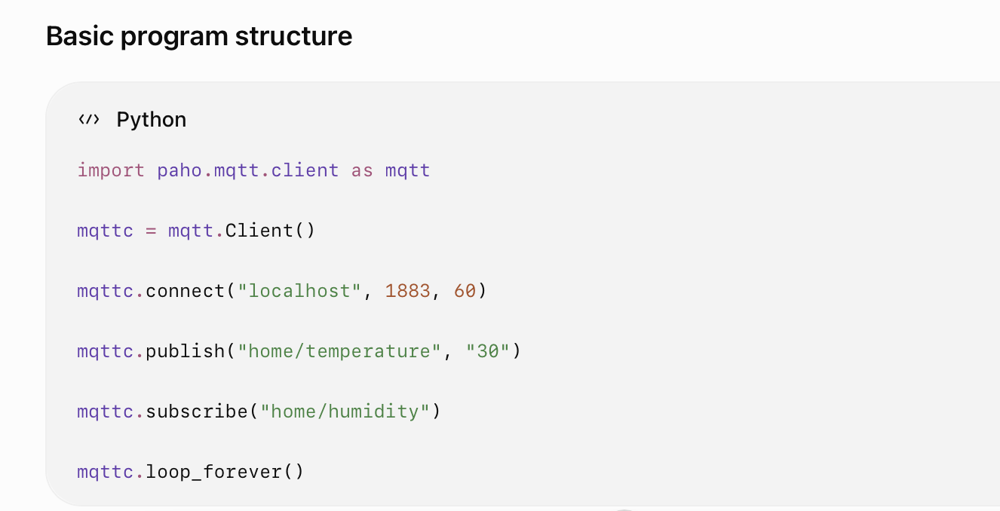 Basic program structure
</> Python
import paho.mqtt.client as mqtt
mqttc = mqtt.Client()
mqttc.connect("localhost", 1883, 60)
mqttc.publish("home/temperature", "30")
mqttc.subscribe("home/humidity")
mqttc.loop_forever()